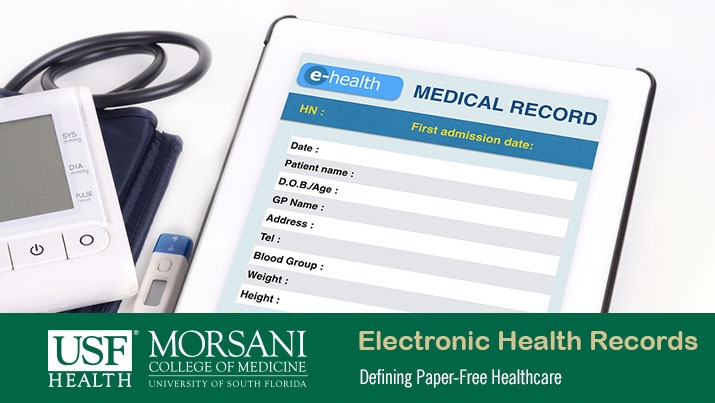 SYS.
mmHg
DIA
mmHg
PULSE
/min
e-health
MEDICAL RECORD
HN :
First admission date:
Date :
Patient name :
D.O.B./Age :
GP Name :
Address :
Tel :
Blood Group :
Weight :
Height :
USF®
HEALTH
MORSANI
COLLEGE OF MEDICINE
UNIVERSITY OF SOUTH FLORIDA
Electronic Health Records
Defining Paper-Free Healthcare